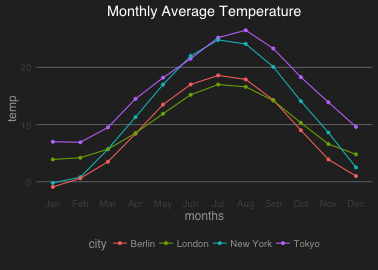 Monthly Average Temperature
temp
20
10
0
Jan Feb Mar Apr May Jun Jul Aug Sep Oct Nov Dec
months
city Berlin London New York Tokyo